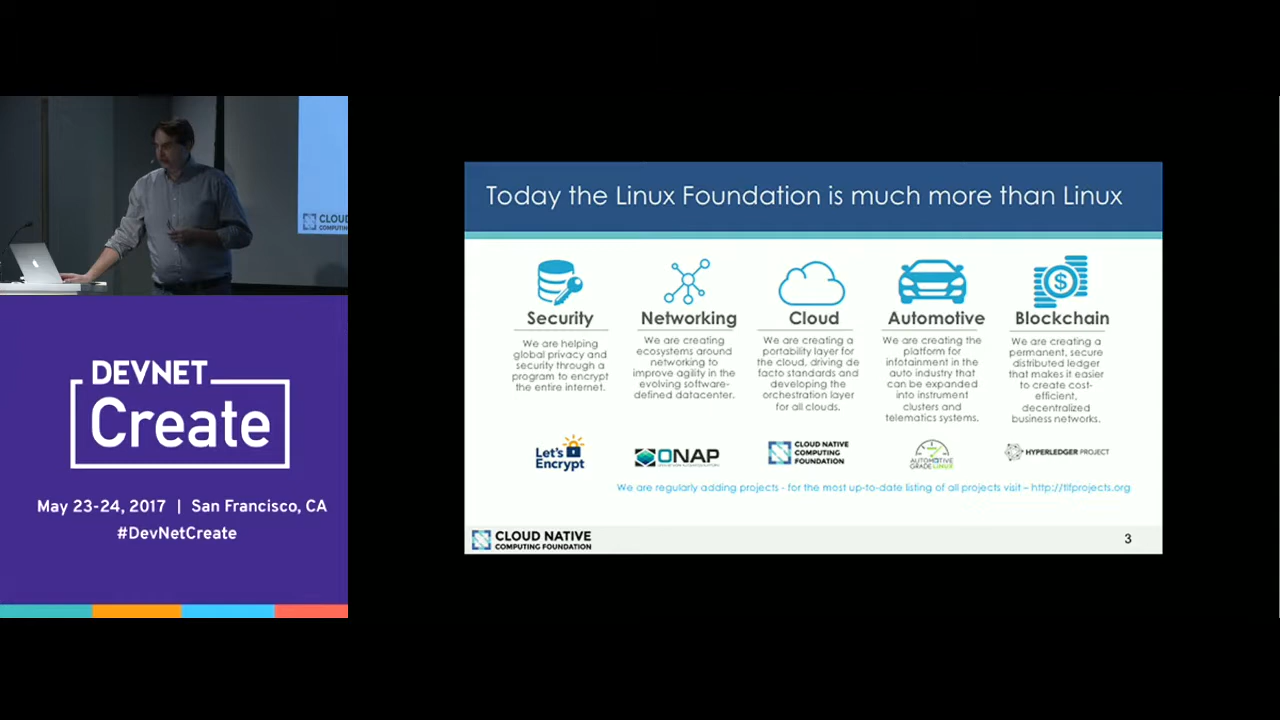 CLOUD
COMPUTING
DEVNET
Create
May 23-24, 2017 | San Francisco, CA
#DevNetCreate
Today the Linux Foundation is much more than Linux
Security
We are helping
global privacy and
security through a
program to encrypt
the entire internet.
Let's
Encrypt
Networking
We are creating
ecosystems around
networking to
improve agility in the
evolving software-
defined datacenter.
ONAP
Cloud
We are creating a
portability layer for
the cloud, driving de
facto standards and
developing the
orchestration layer
for all clouds.
CLOUD NATIVE
COMPUTING
FOUNDATION
Automotive
We are creating the
platform for
infotainment in the
auto industry that
can be expanded
into instrument
clusters and
telematics systems.
AUTOMOTIVE
GRADE LINUX
Blockchain
$
We are creating a
permanent, secure
distributed ledger
that makes it easier
to create cost-
efficient,
decentralized
business networks.
HYPERLEDGER PROJECT
We are regularly adding projects - for the most up-to-date listing of all projects visit – http://tlfprojects.org
CLOUD NATIVE
COMPUTING FOUNDATION
3